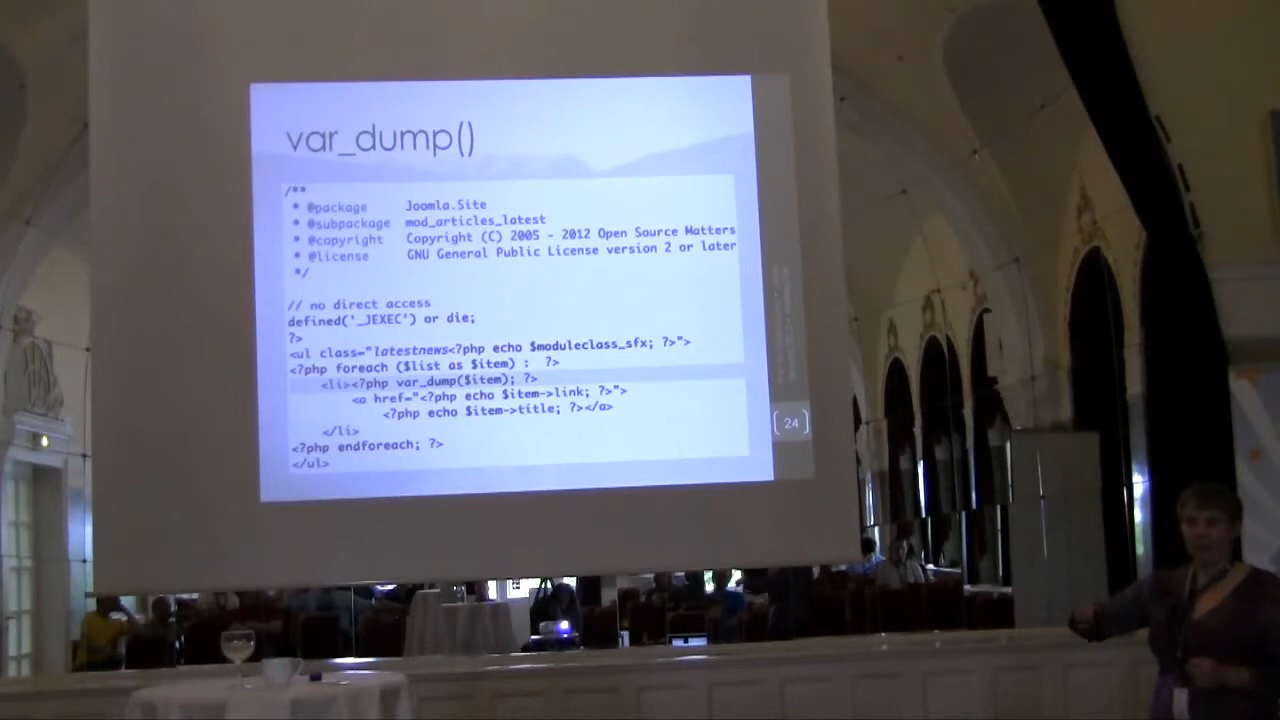 var_dump()
/**
* @package Joomla.Site
* @subpackage mod_articles_latest
* @copyright Copyright (C) 2005 - 2012 Open Source Matters
* @license GNU General Public License version 2 or later
*/
// no direct access
defined('_JEXEC') or die;
?>
<ul class="latestnews<?php echo $moduleclass_sfx; ?>">
<?php foreach ($list as $item) : ?>
<li><?php var_dump($item); ?>
<a href="<?php echo $item->link; ?>">
<?php echo $item->title; ?></a>
</li>
<?php endforeach; ?>
</ul>
[ 24 ]